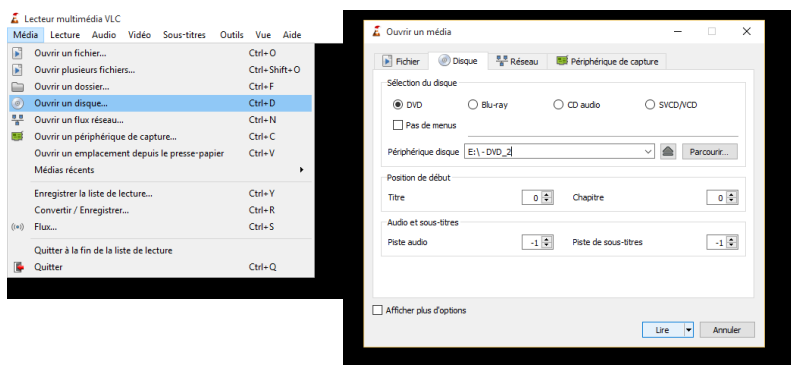 Lecteur multimédia VLC
Média Lecture Audio Vidéo Sous-titres Outils Vue Aide
Ouvrir un fichier... Ctrl+O
Ouvrir plusieurs fichiers... Ctrl+Shift+O
Ouvrir un dossier... Ctrl+F
Ouvrir un disque... Ctrl+D
Ouvrir un flux réseau... Ctrl+N
Ouvrir un périphérique de capture... Ctrl+C
Ouvrir un emplacement depuis le presse-papier Ctrl+V
Médias récents
Enregistrer la liste de lecture... Ctrl+Y
Convertir / Enregistrer... Ctrl+R
Flux... Ctrl+S
Quitter à la fin de la liste de lecture
Quitter Ctrl+Q
Ouvrir un média
Fichier Disque Réseau Périphérique de capture
Sélection du disque
DVD Blu-ray CD audio SVCD/VCD
Pas de menus
Périphérique disque E:\ - DVD_2 Parcourir...
Position de début
Titre 0 Chapitre 0
Audio et sous-titres
Piste audio -1 Piste de sous-titres -1
Afficher plus d'options
Lire Annuler